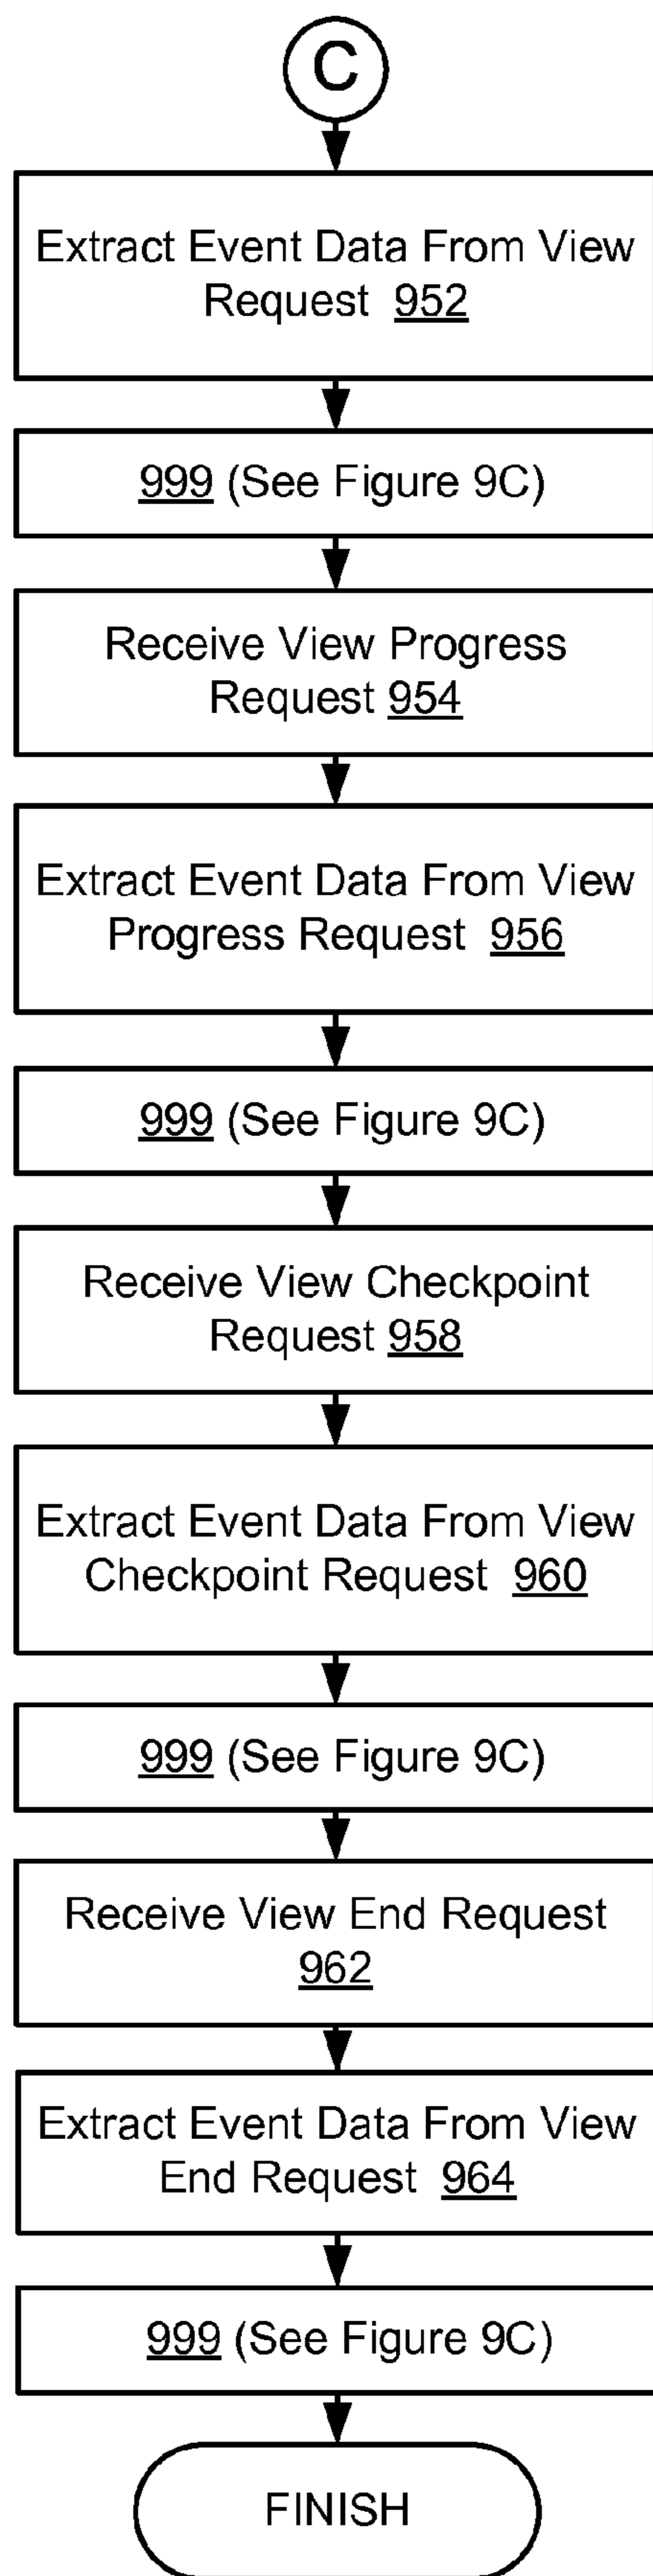 C
Extract Event Data From View
Request 952
999 (See Figure 9C)
Receive View Progress
Request 954
Extract Event Data From View
Progress Request 956
999 (See Figure 9C)
Receive View Checkpoint
Request 958
Extract Event Data From View
Checkpoint Request 960
999 (See Figure 9C)
Receive View End Request
962
Extract Event Data From View
End Request 964
999 (See Figure 9C)
FINISH